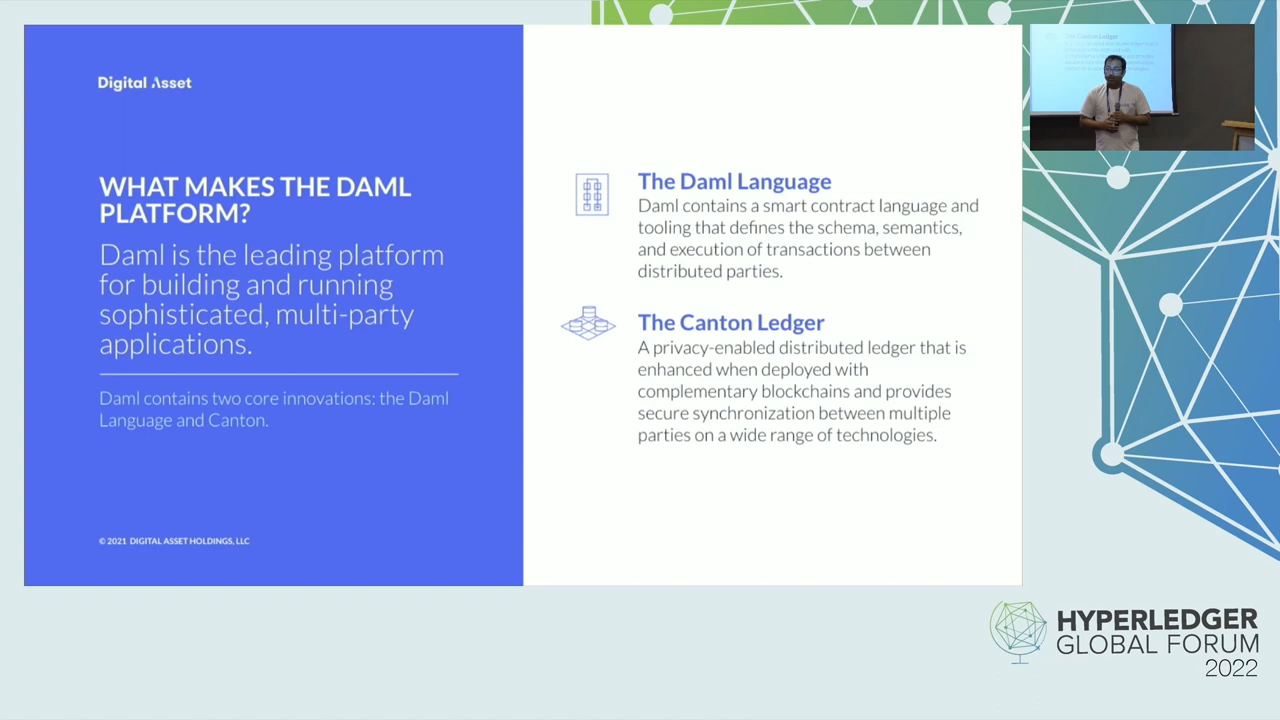 Digital Asset
WHAT MAKES THE DAML
PLATFORM?
Daml is the leading platform
for building and running
sophisticated, multi-party
applications.
Daml contains two core innovations: the Daml
Language and Canton.
© 2021 DIGITAL ASSET HOLDINGS, LLC
The Daml Language
Daml contains a smart contract language and
tooling that defines the schema, semantics,
and execution of transactions between
distributed parties.
The Canton Ledger
A privacy-enabled distributed ledger that is
enhanced when deployed with
complementary blockchains and provides
secure synchronization between multiple
parties on a wide range of technologies.
The Canton Ledger
HYPERLEDGER
GLOBAL FORUM
2022